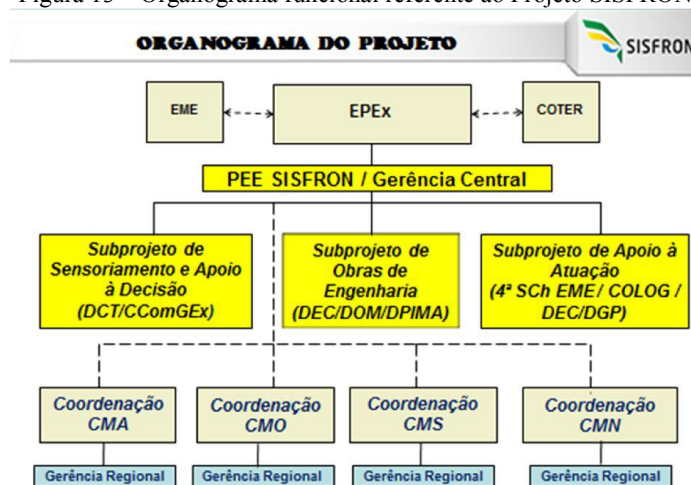 Figura 15 – Organograma funcional referente ao Projeto SISFRON
ORGANOGRAMA DO PROJETO
SISFRON
EME
EPEx
COTER
PEE SISFRON / Gerência Central
Subprojeto de
Sensoriamento e Apoio
à Decisão
(DCT/CComGEx)
Subprojeto de
Obras de
Engenharia
(DEC/DOM/DPIMA)
Subprojeto de Apoio à
Atuação
(4ª SCh EME / COLOG /
DEC/DGP)
Coordenação
CMA
Coordenação
CMO
Coordenação
CMS
Coordenação
CMN
Gerência Regional
Gerência Regional
Gerência Regional
Gerência Regional